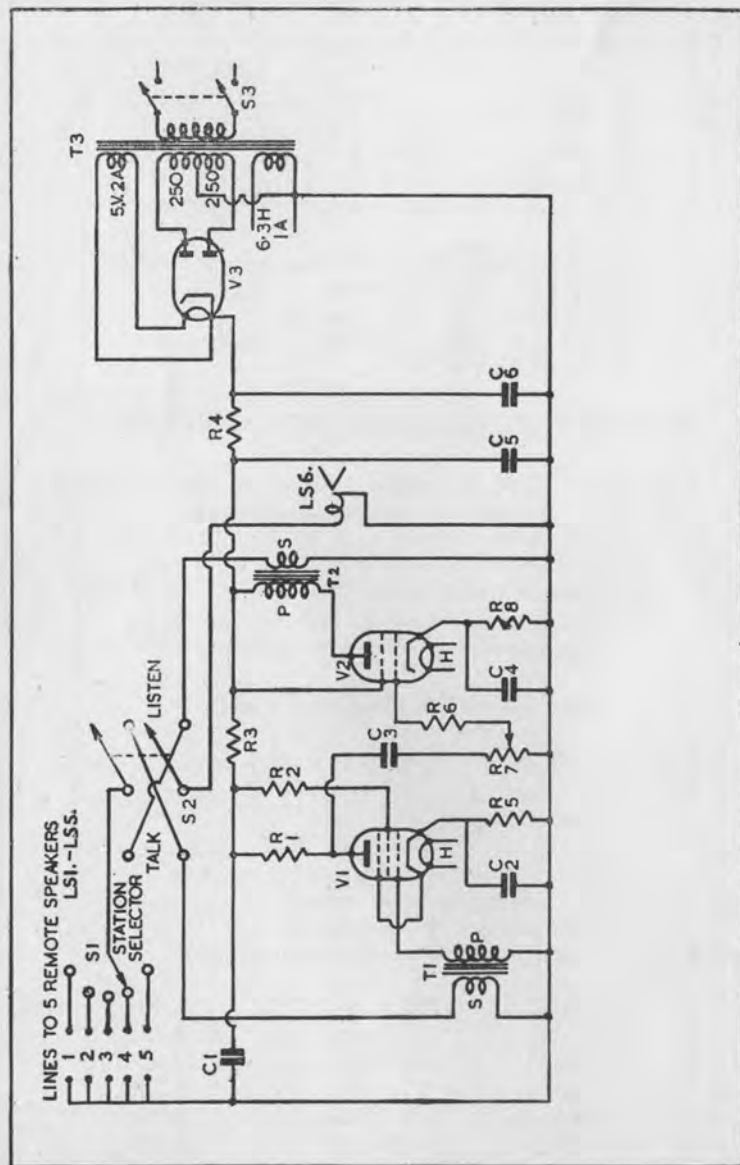 LINES TO 5 REMOTE SPEAKERS
LS1.-LS5.
1
2
3
4
5
S1
STATION
SELECTOR
TALK
LISTEN
S2
C1
R3
R4
R1
R2
V1
H
T1
S
P
C2
R5
C3
R6
R7
V2
H
C4
R8
P
S
T2
LS6.
C5
C6
V3
T3
5V.2A
250
250
6.3H
1A
S3